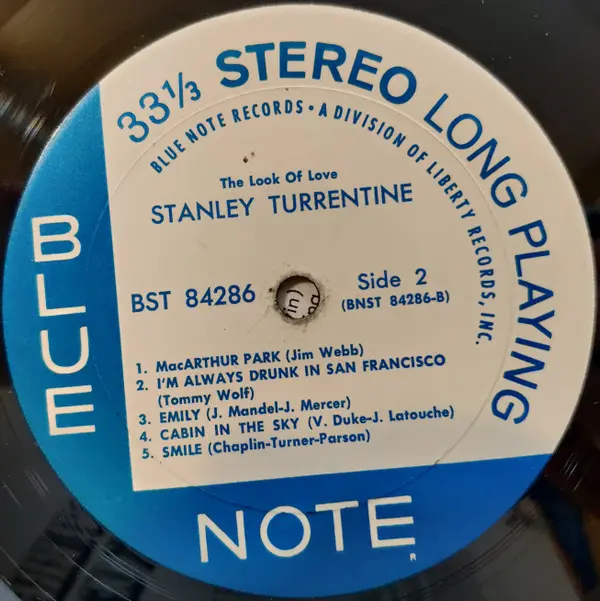 33⅓ STEREO LONG PLAYING
BLUE NOTE RECORDS • A DIVISION OF LIBERTY RECORDS, INC.
The Look Of Love
STANLEY TURRENTINE
BST 84286
Side 2
(BNST 84286-B)
1. MacARTHUR PARK (Jim Webb)
2. I'M ALWAYS DRUNK IN SAN FRANCISCO
(Tommy Wolf)
3. EMILY (J. Mandel-J. Mercer)
4. CABIN IN THE SKY (V. Duke-J. Latouche)
5. SMILE (Chaplin-Turner-Parson)
BLUE
NOTE
R